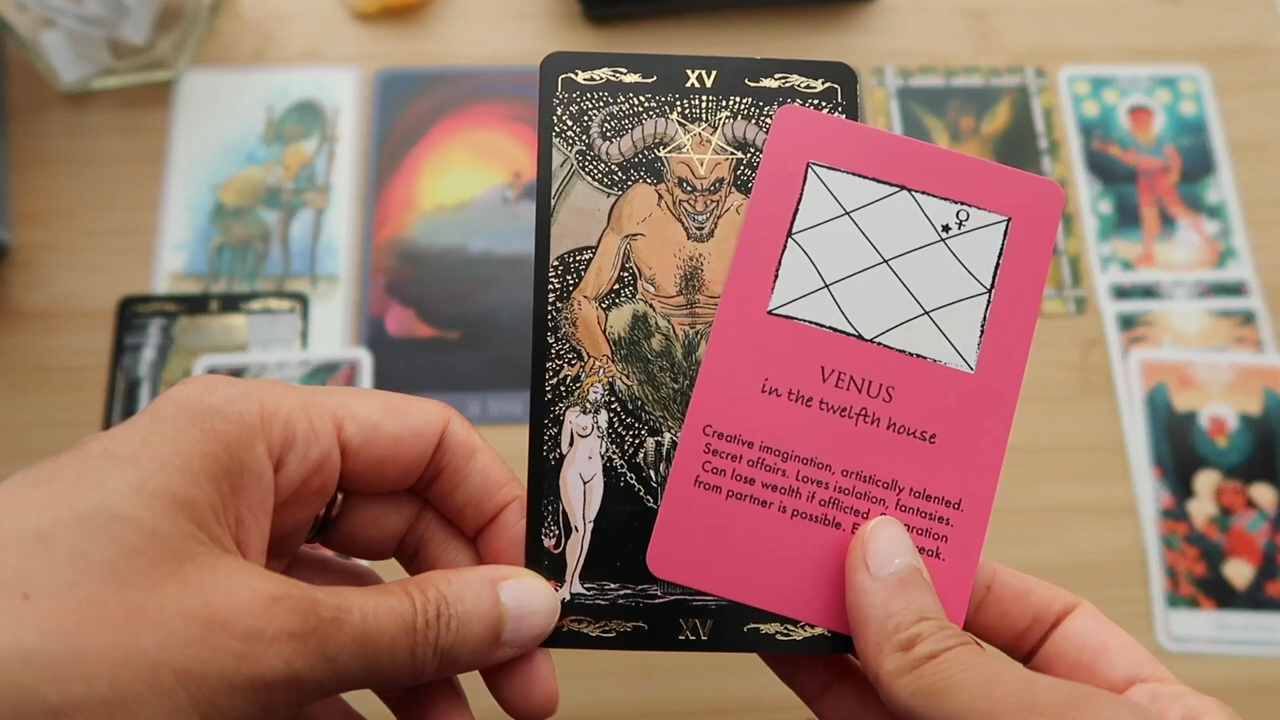 XV
VENUS
in the twelfth house
Creative imagination, artistically talented.
Secret affairs. Loves isolation, fantasies.
Can lose wealth if afflicted.
from partner is possible.
XV